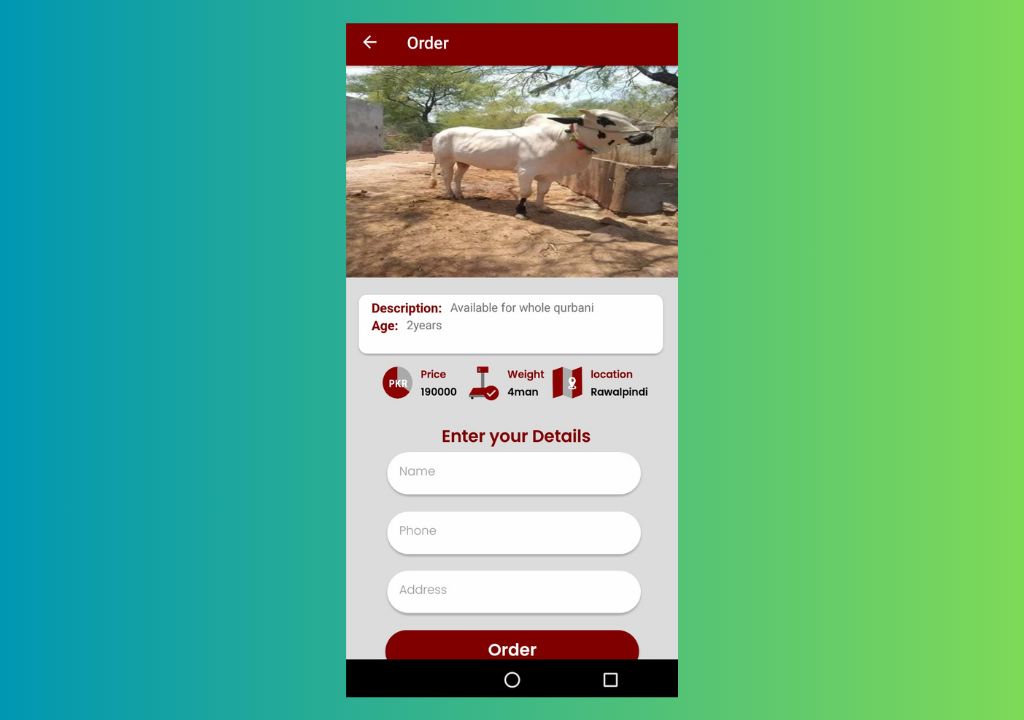 Order
Description: Available for whole qurbani
Age: 2years
PKR
Price
190000
Weight
4man
location
Rawalpindi
Enter your Details
Name
Phone
Address
Order